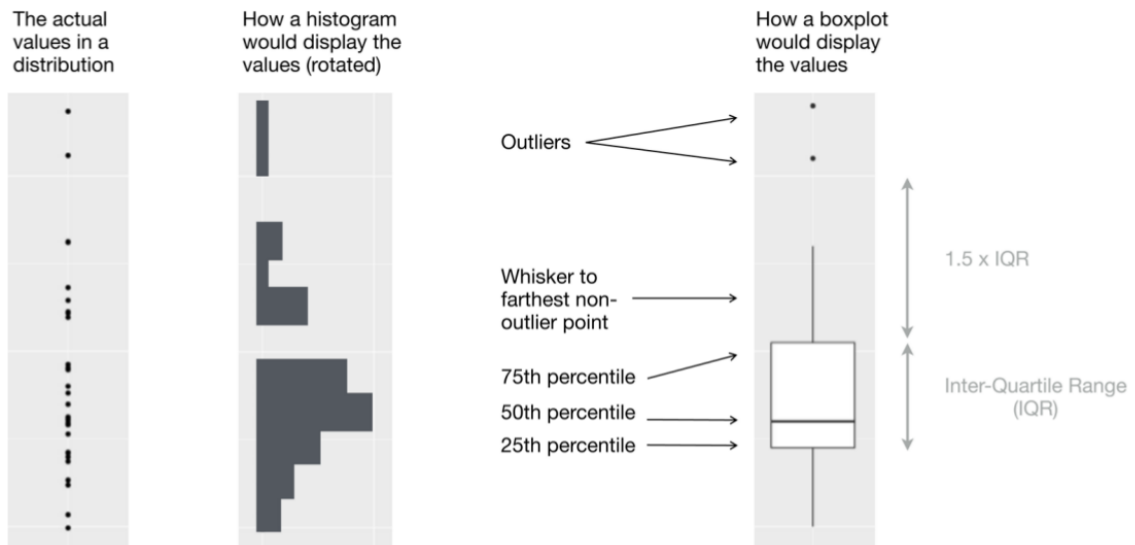 The actual
values in a
distribution
How a histogram
would display the
values (rotated)
How a boxplot
would display
the values
Outliers
1.5 x IQR
Whisker to
farthest non-
outlier point
75th percentile
Inter-Quartile Range
(IQR)
50th percentile
25th percentile